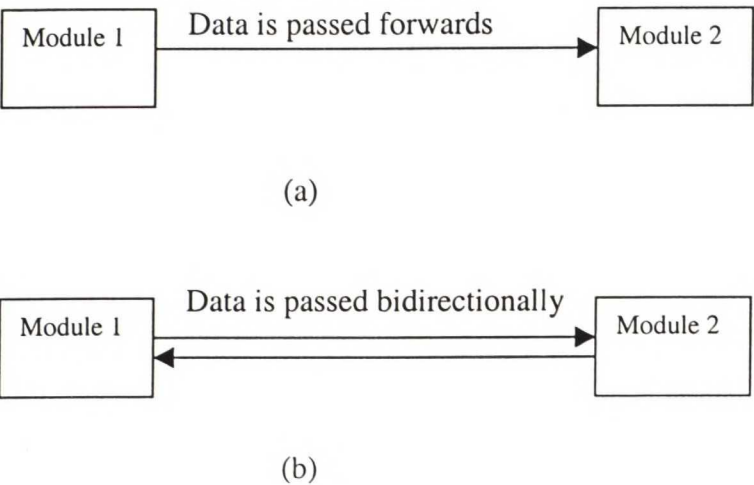 Module 1
Data is passed forwards
Module 2
(a)
Data is passed bidirectionally
Module 1
Module 2
(b)